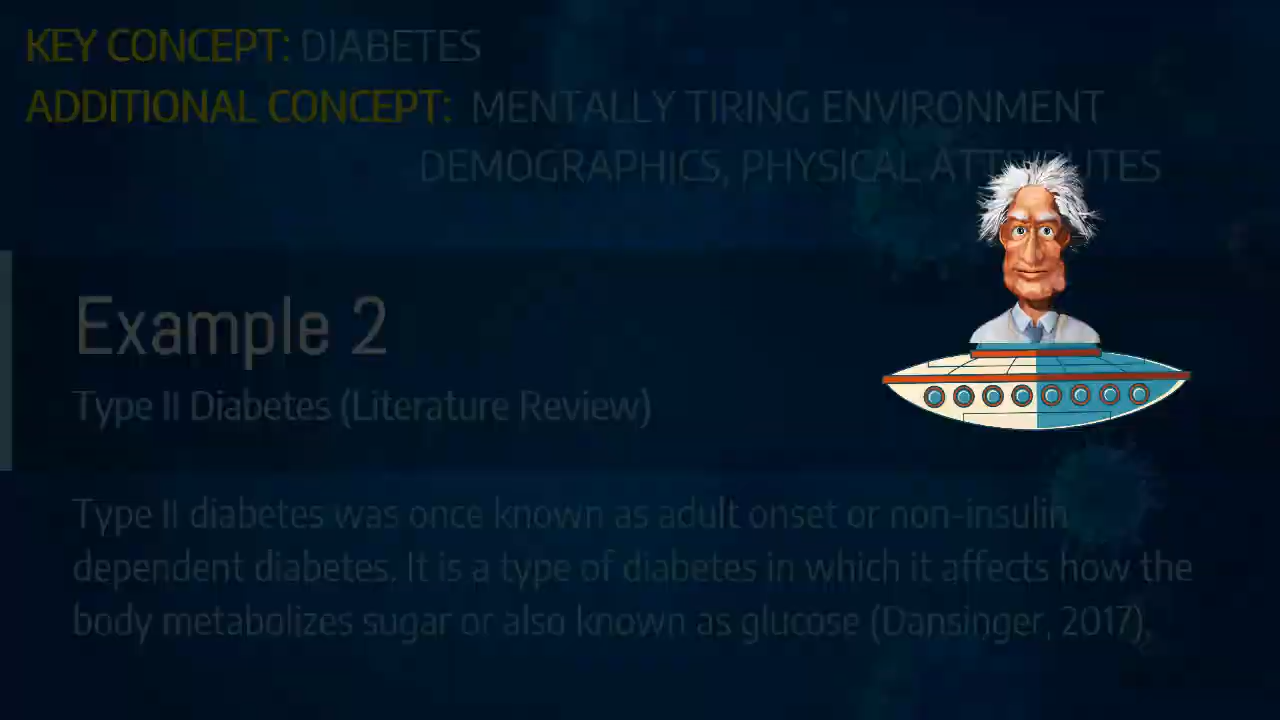 KEY CONCEPT: DIABETES
ADDITIONAL CONCEPT: MENTALLY TIRING ENVIRONMENT
DEMOGRAPHICS, PHYSICAL ATTRIBUTES
Example 2
Type II Diabetes (Literature Review)
Type II diabetes was once known as adult onset or non-insulin
dependent diabetes. It is a type of diabetes in which it affects how the
body metabolizes sugar or also known as glucose (Dansinger, 2017),